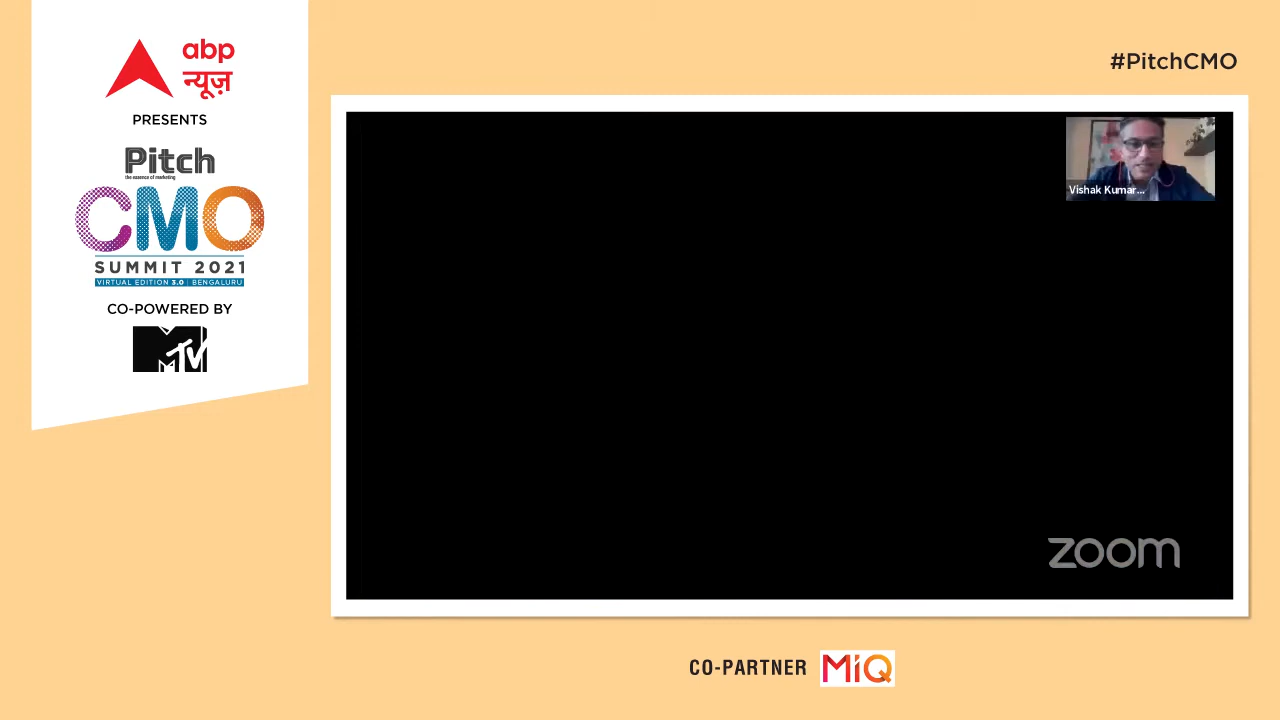 abp
न्यूज़
PRESENTS
Pitch
the essence of marketing
CMO
SUMMIT 2021
VIRTUAL EDITION 3.0 | BENGALURU
CO-POWERED BY
MTV
#PitchCMO
Vishak Kumar...
zoom
CO-PARTNER MiQ